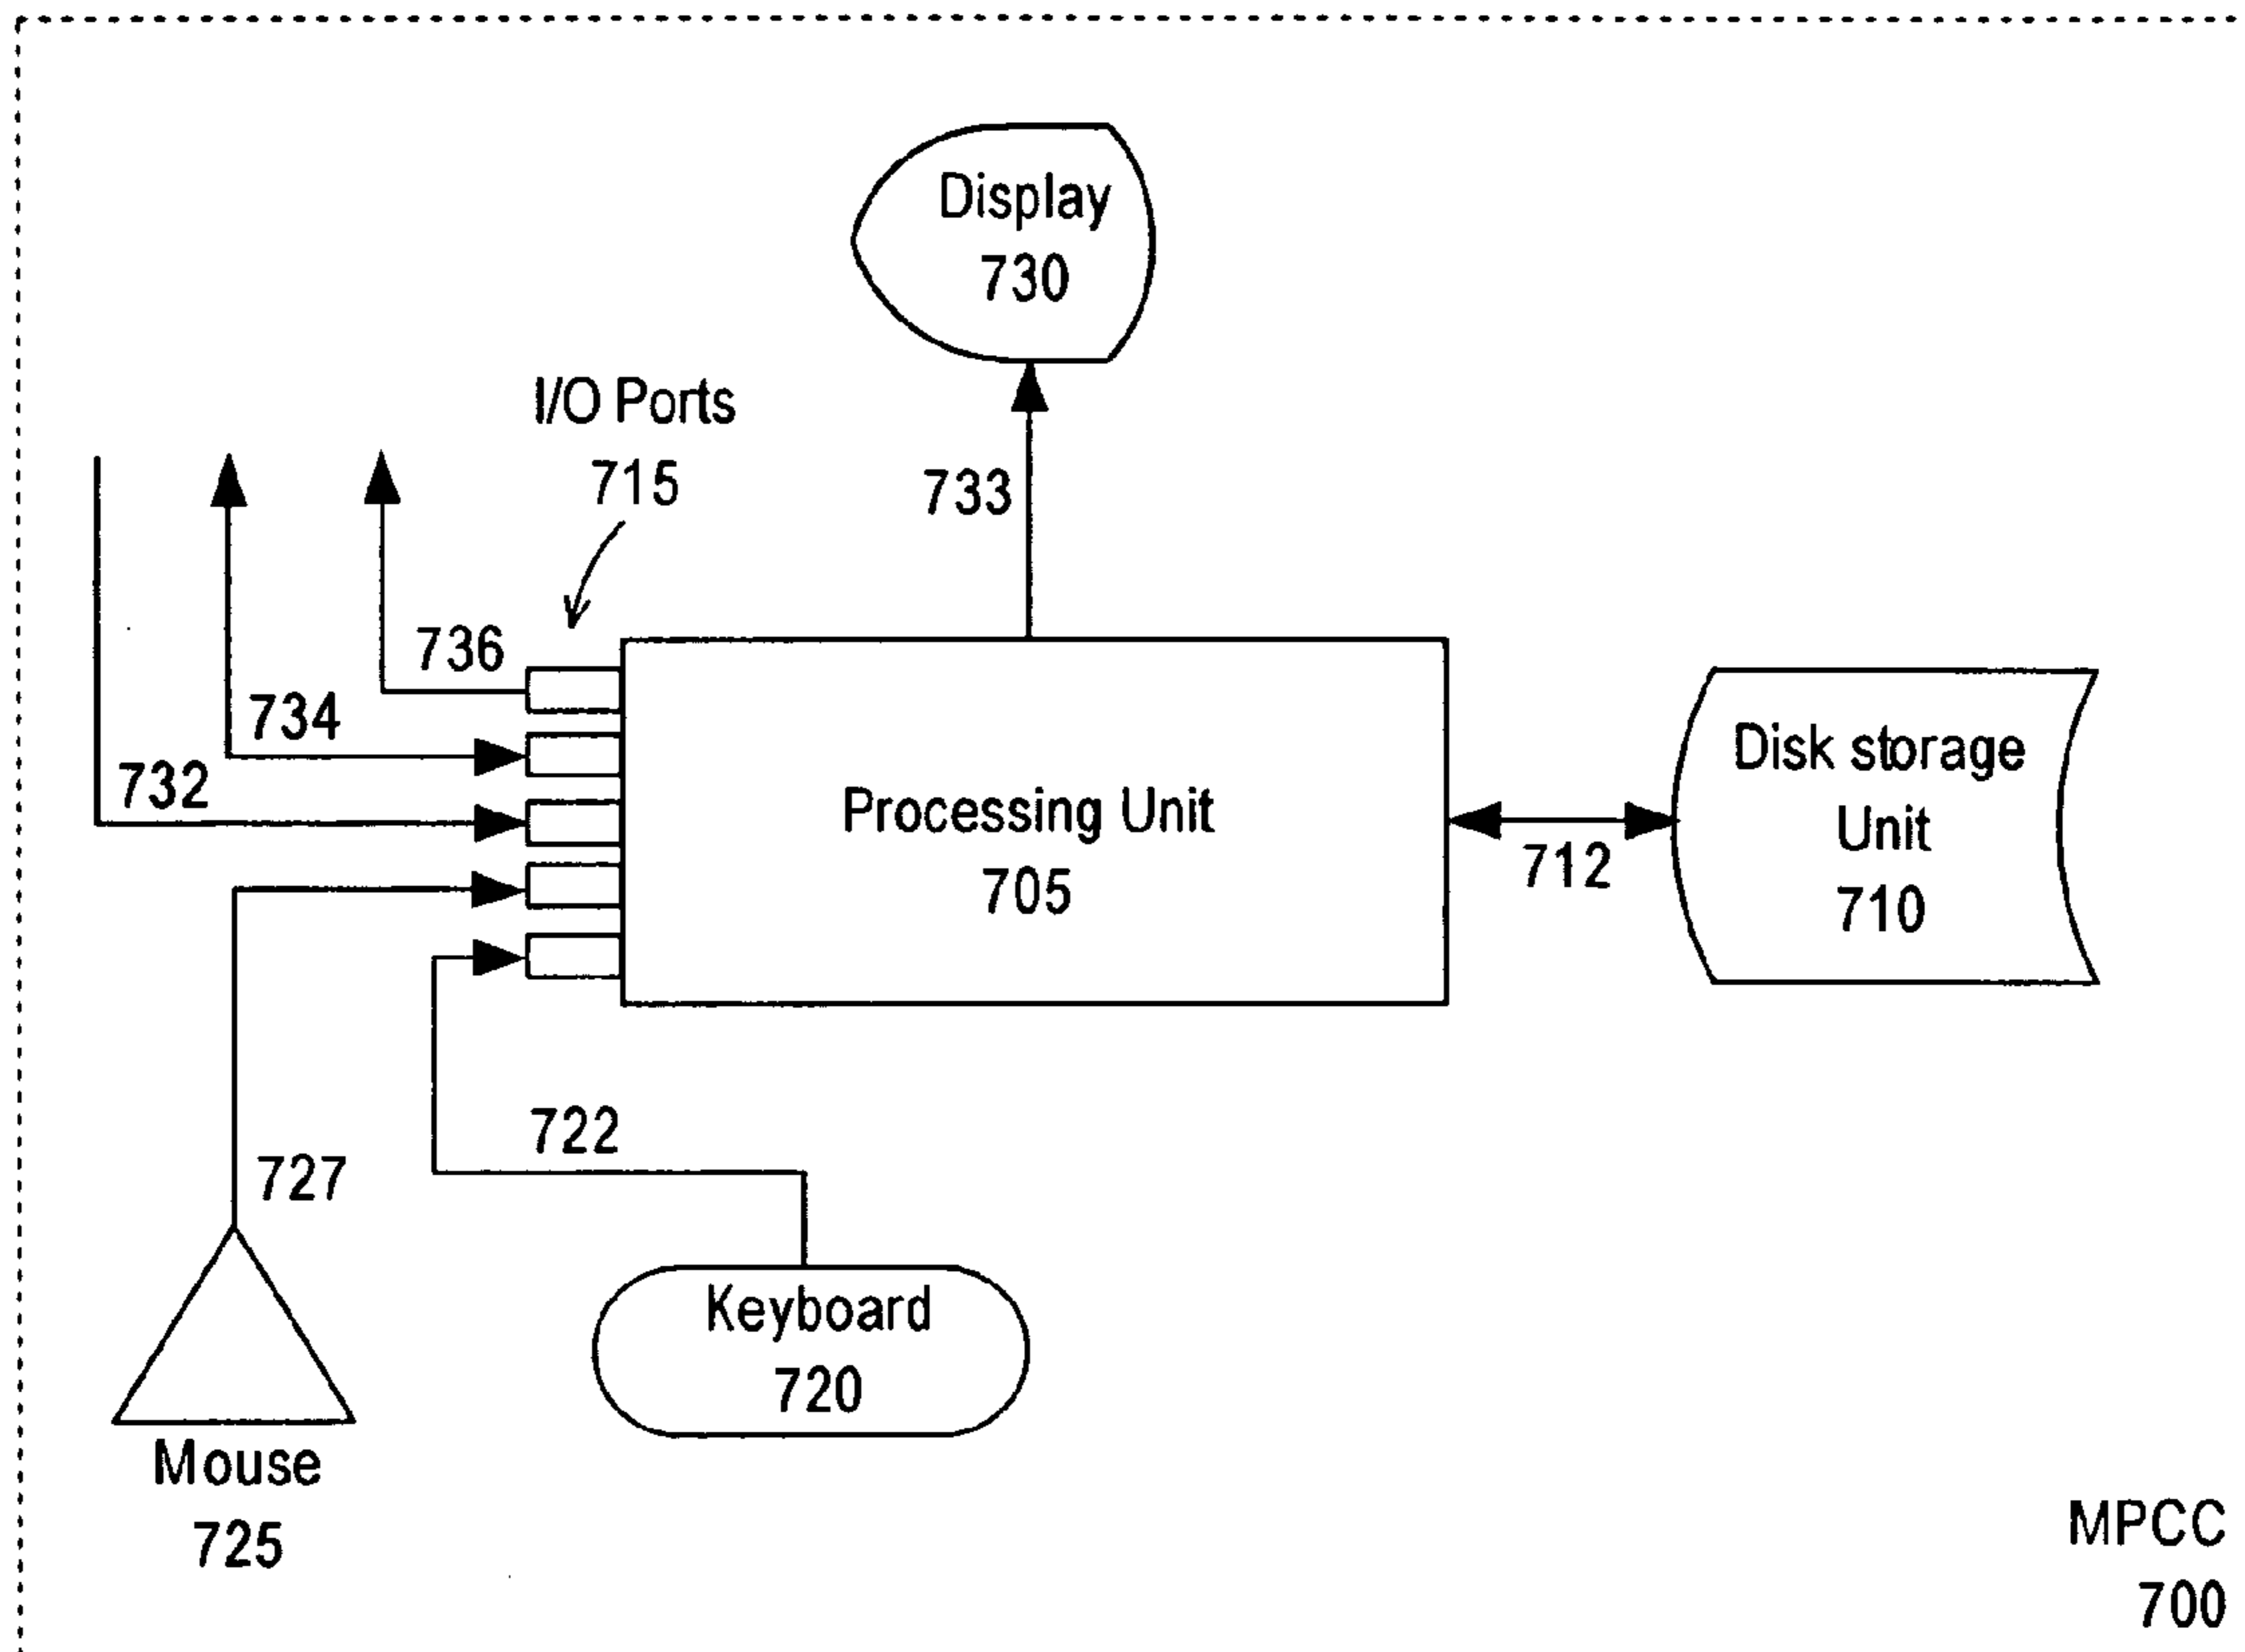 Display
730
I/O Ports
715
733
736
734
732
Processing Unit
705
712
Disk storage
Unit
710
722
727
Keyboard
720
Mouse
725
MPCC
700